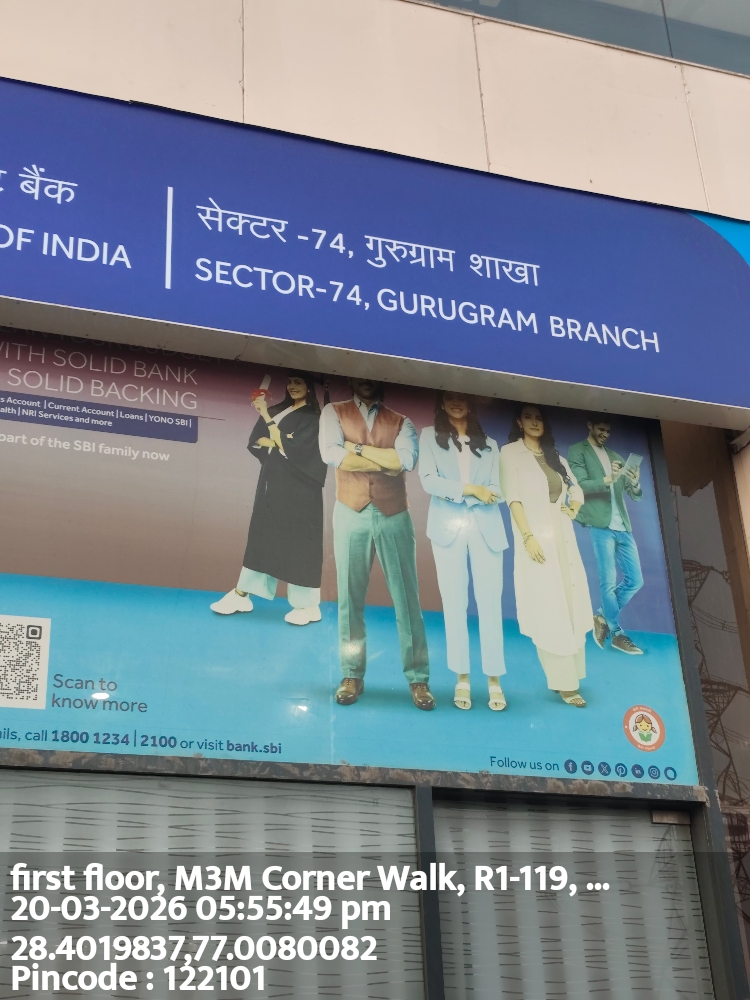 बैंक
OF INDIA
सेक्टर -74, गुरुग्राम शाखा
SECTOR-74, GURUGRAM BRANCH
WITH SOLID BANK
SOLID BACKING
s Account | Current Account | Loans | YONO SBI |
alth | NRI Services and more
part of the SBI family now
Scan to
know more
ils, call 1800 1234 | 2100 or visit bank.sbi
Follow us on
first floor, M3M Corner Walk, R1-119, ...
20-03-2026 05:55:49 pm
28.4019837,77.0080082
Pincode : 122101